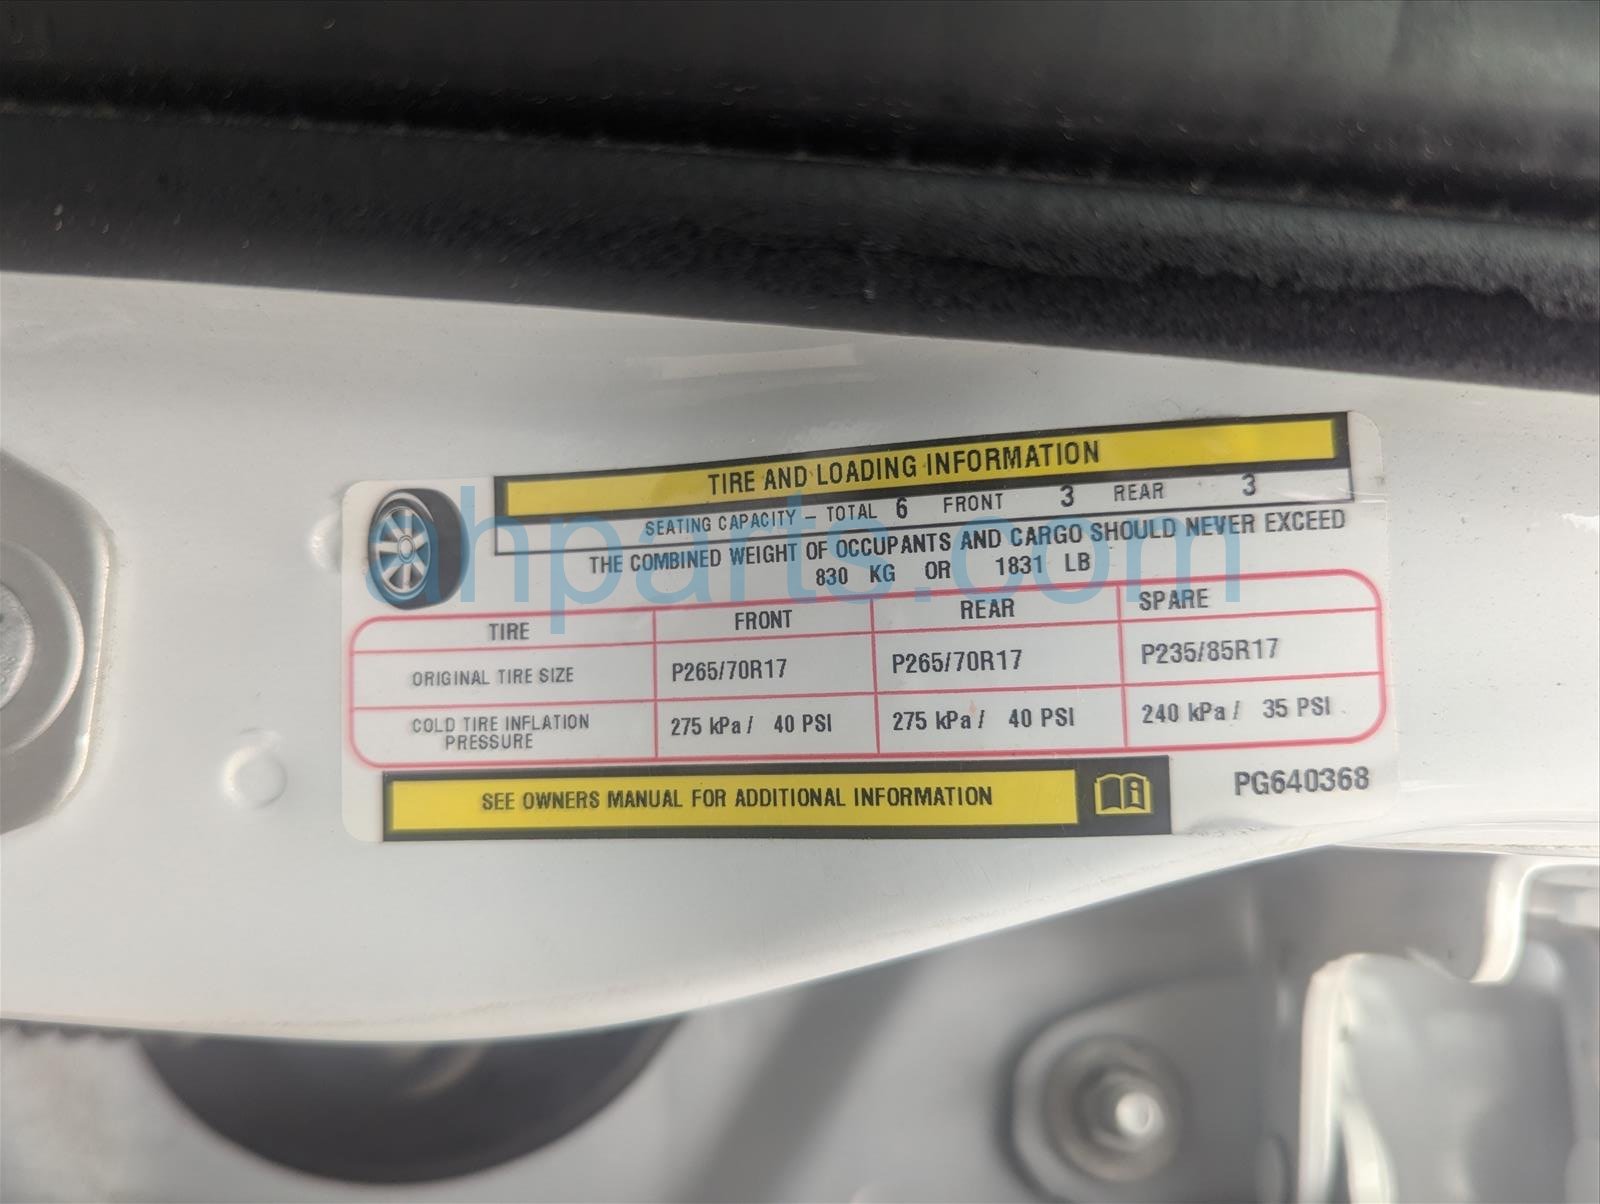 TIRE AND LOADING INFORMATION
SEATING CAPACITY – TOTAL 6 FRONT 3 REAR 3
THE COMBINED WEIGHT OF OCCUPANTS AND CARGO SHOULD NEVER EXCEED
830 KG OR 1831 LB
TIRE FRONT REAR SPARE
ORIGINAL TIRE SIZE P265/70R17 P265/70R17 P235/85R17
COLD TIRE INFLATION PRESSURE 275 kPa / 40 PSI 275 kPa / 40 PSI 240 kPa / 35 PSI
SEE OWNERS MANUAL FOR ADDITIONAL INFORMATION
PG640368
ahparts.com